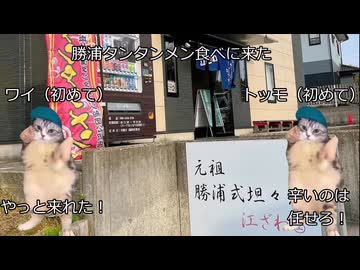 勝浦タンタンメン食べに来た
ワイ（初めて）
トッモ（初めて）
元祖
勝浦式坦々
江ざわ
やっと来れた！
辛いのは
任せろ！